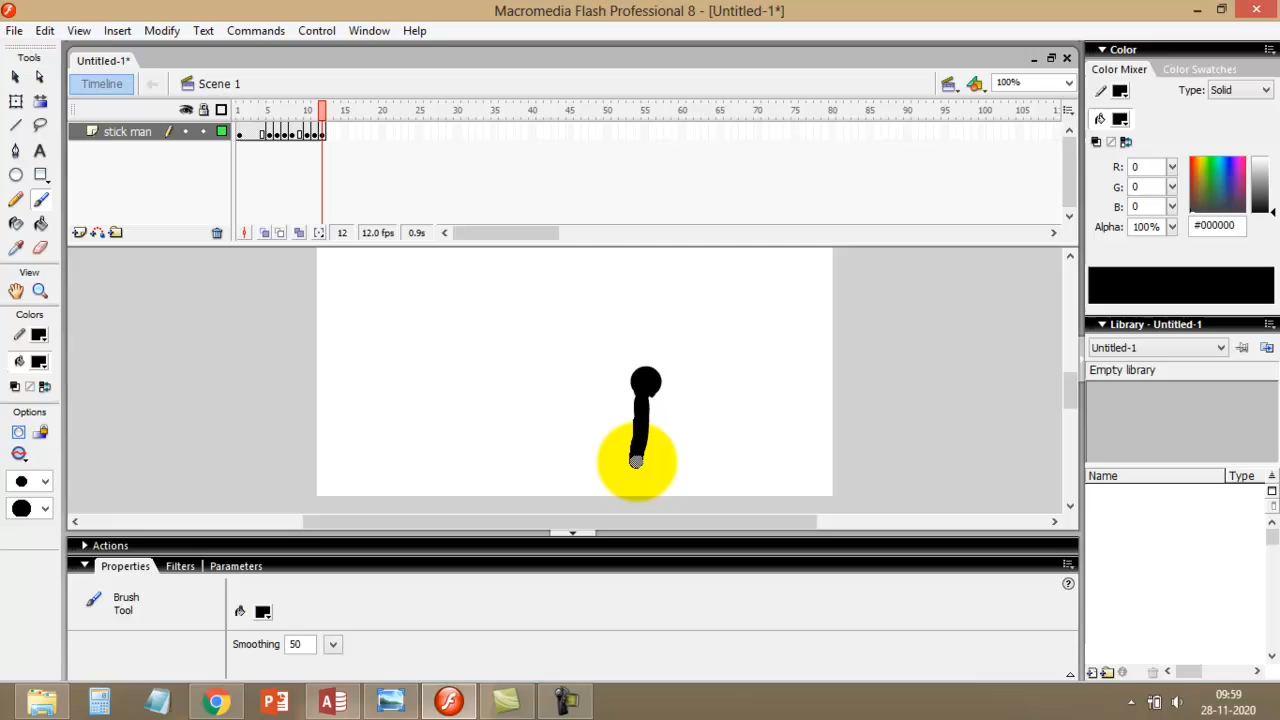 Macromedia Flash Professional 8 - [Untitled-1*]
File Edit View Insert Modify Text Commands Control Window Help
Tools
Untitled-1*
Timeline Scene 1 100%
1 5 10 15 20 25 30 35 40 45 50 55 60 65 70 75 80 85 90 95 100 105 11
stick man
12 12.0 fps 0.9s
View
Colors
Options
Color
Color Mixer Color Swatches
Type: Solid
R: 0
G: 0
B: 0
Alpha: 100% #000000
Library - Untitled-1
Untitled-1
Empty library
Name Type
Actions
Properties Filters Parameters
Brush
Tool
Smoothing 50
09:59
28-11-2020